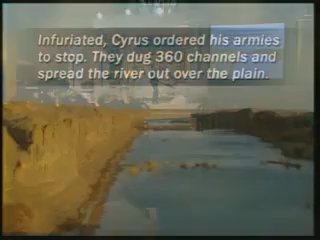 Infuriated, Cyrus ordered his armies
to stop. They dug 360 channels and
spread the river out over the plain.